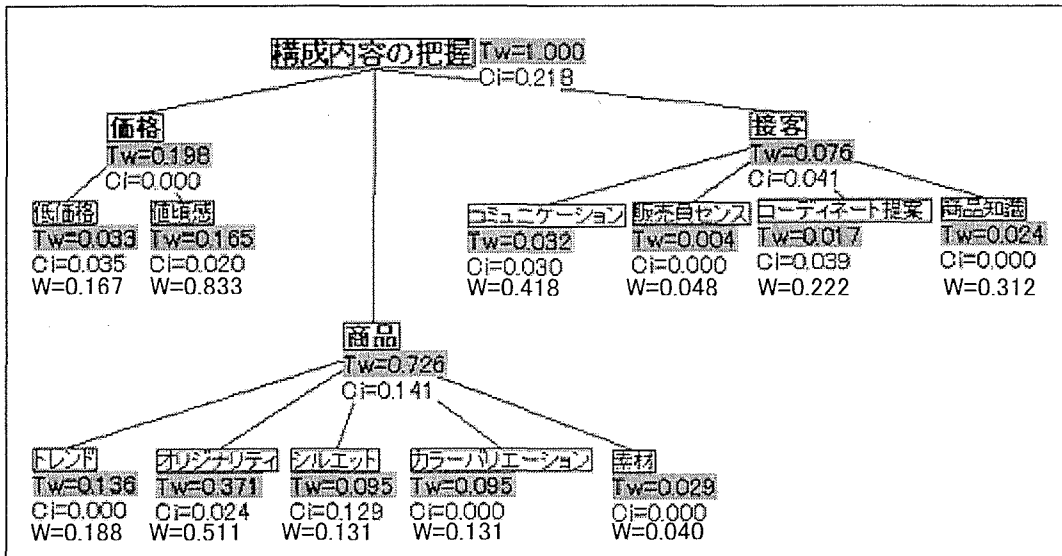 構成内容の把握 Tw=1.000
Ci=0.218
価格
Tw=0.198
Ci=0.000
接客
Tw=0.076
Ci=0.041
低価格
Tw=0.033
Ci=0.035
W=0.167
値頃感
Tw=0.165
Ci=0.020
W=0.833
コミュニケーション
Tw=0.032
Ci=0.030
W=0.418
販売員センス
Tw=0.004
Ci=0.000
W=0.048
コーディネート提案
Tw=0.017
Ci=0.039
W=0.222
商品知識
Tw=0.024
Ci=0.000
W=0.312
商品
Tw=0.726
Ci=0.141
トレンド
Tw=0.136
Ci=0.000
W=0.188
オリジナリティ
Tw=0.371
Ci=0.024
W=0.511
シルエット
Tw=0.095
Ci=0.129
W=0.131
カラーバリエーション
Tw=0.095
Ci=0.000
W=0.131
素材
Tw=0.029
Ci=0.000
W=0.040